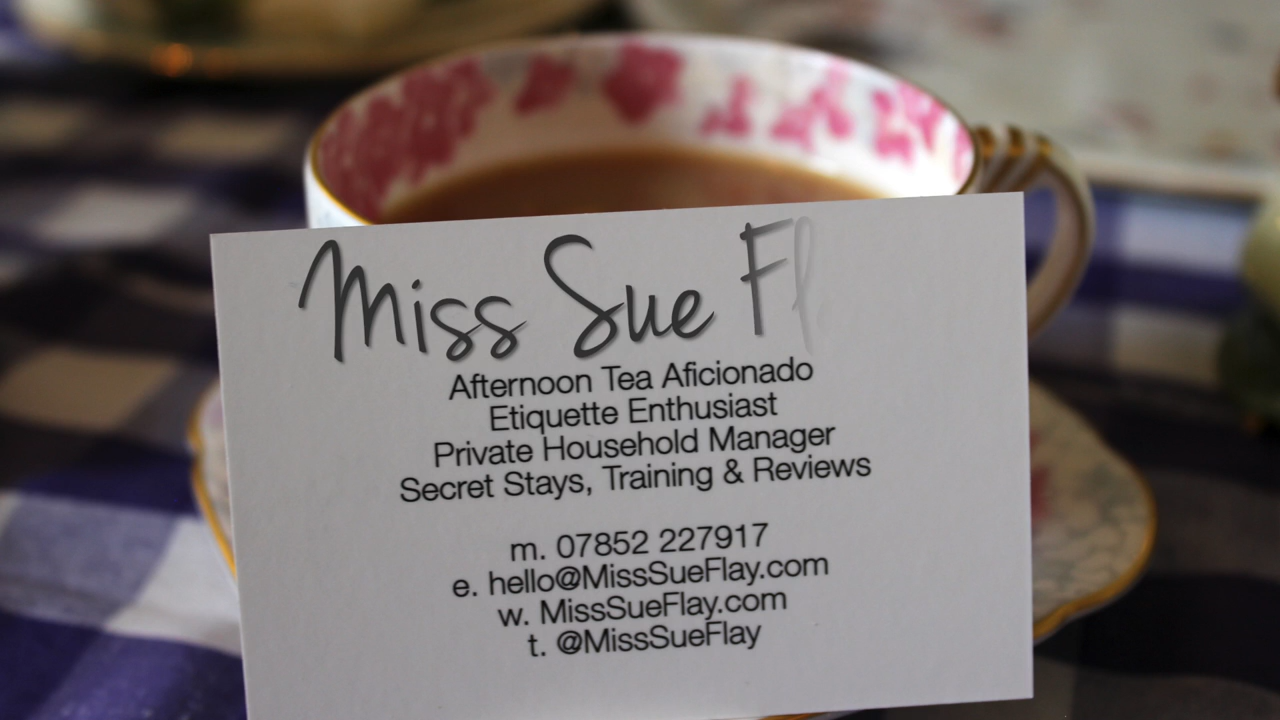 Miss Sue Fl
Afternoon Tea Aficionado
Etiquette Enthusiast
Private Household Manager
Secret Stays, Training & Reviews
m. 07852 227917
e. hello@MissSueFlay.com
w. MissSueFlay.com
t. @MissSueFlay